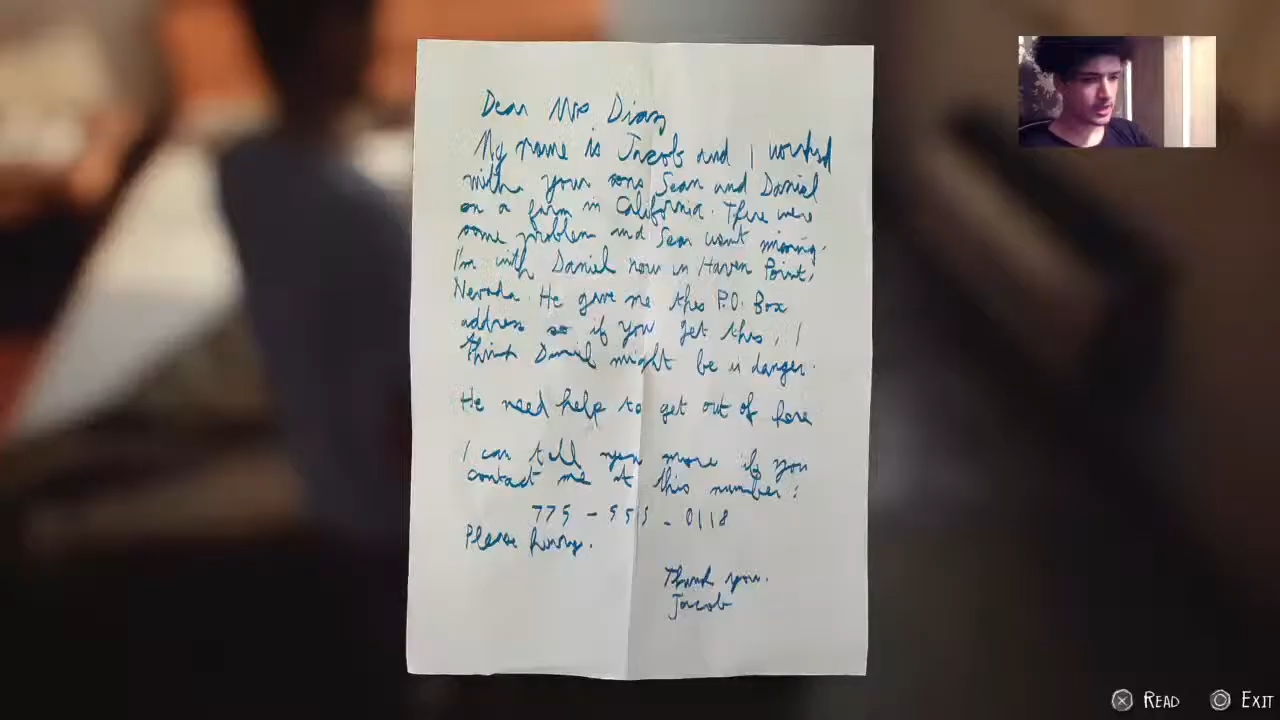 Dear Mrs. Diaz
My name is Jacob and I worked
with your sons Sean and Daniel
on a farm in California. There were
some problem and Sean went missing.
I'm with Daniel now in Haven Point,
Nevada. He gave me this P.O. Box
address so if you get this, I
think Daniel might be in danger.
He need help to get out of here
I can tell you more if you
contact me at this number:
775-555-0118
Please hurry.
Thank you.
Jacob
READ EXIT